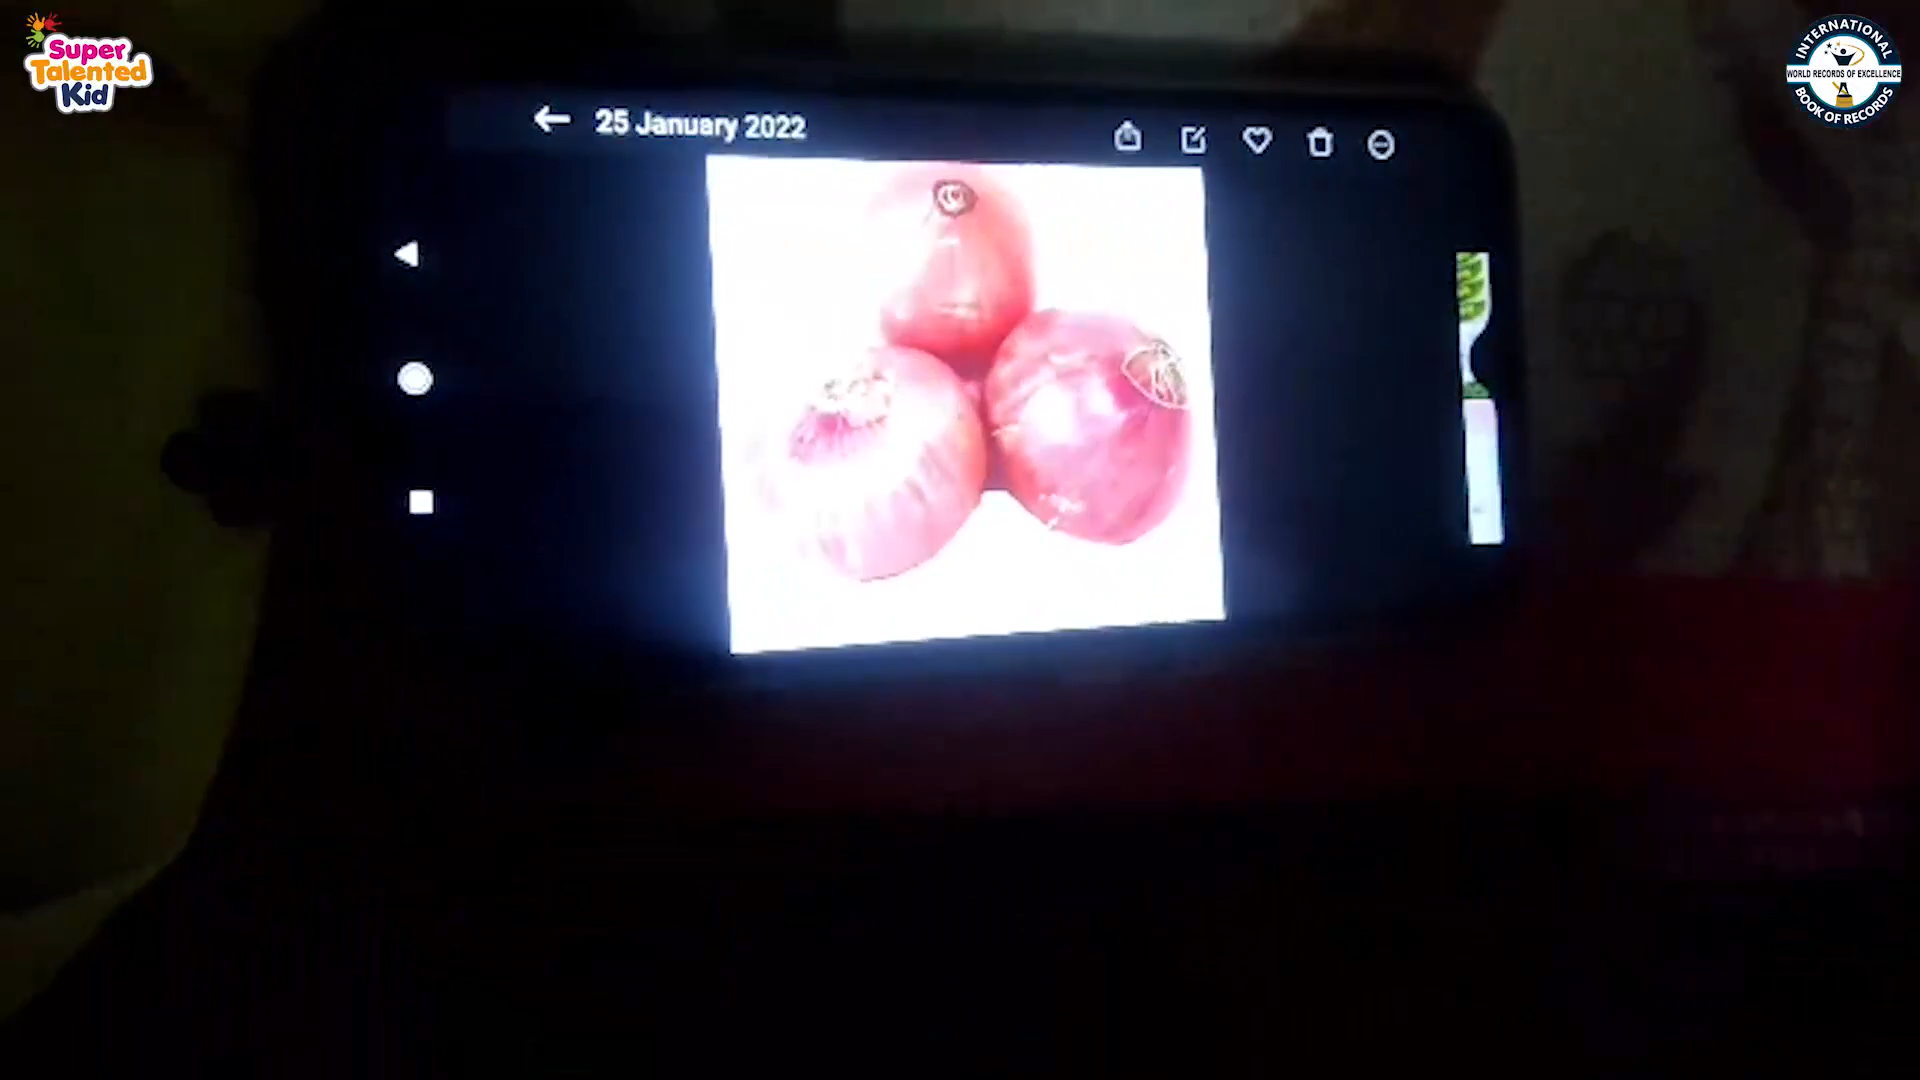 Super
Talented
Kid
25 January 2022
INTERNATIONAL
WORLD RECORDS OF EXCELLENCE
BOOK OF RECORDS